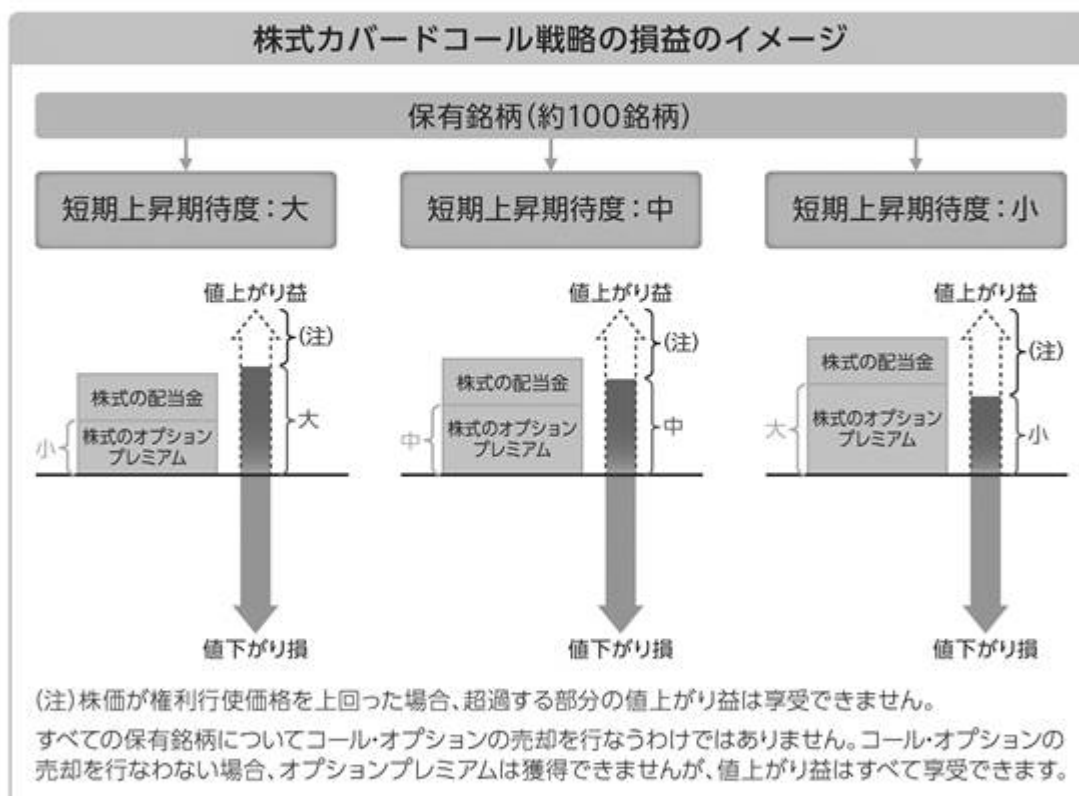 株式カバードコール戦略の損益のイメージ
保有銘柄(約100銘柄)
短期上昇期待度:大
値上がり益
(注)
株式の配当金
大
株式のオプション
プレミアム
小
値下がり損
短期上昇期待度:中
値上がり益
(注)
株式の配当金
中
株式のオプション
プレミアム
中
値下がり損
短期上昇期待度:小
値上がり益
(注)
株式の配当金
大
株式のオプション
プレミアム
小
値下がり損
(注)株価が権利行使価格を上回った場合、超過する部分の値上がり益は享受できません。
すべての保有銘柄についてコール・オプションの売却を行なうわけではありません。コール・オプションの
売却を行なわない場合、オプションプレミアムは獲得できませんが、値上がり益はすべて享受できます。